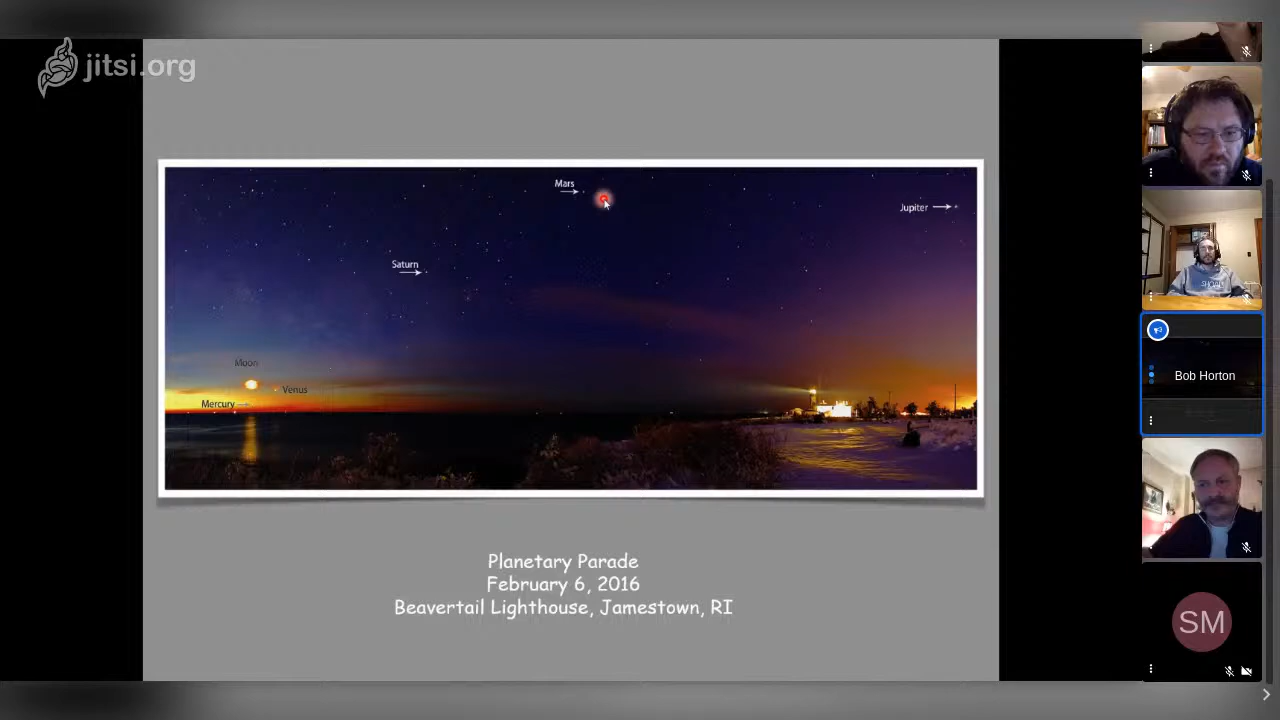 jitsi.org
Mars
Jupiter
Saturn
Moon
Venus
Mercury
Planetary Parade
February 6, 2016
Beavertail Lighthouse, Jamestown, RI
Bob Horton
SM